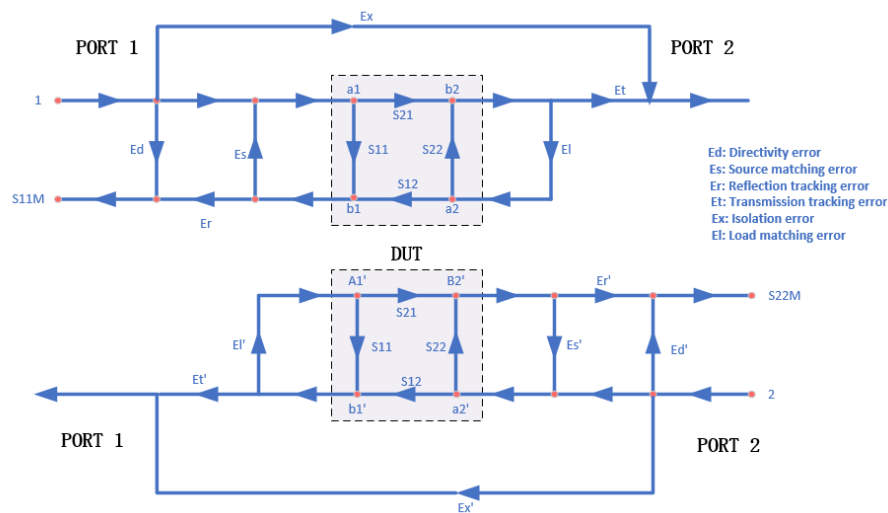 Ex
PORT 1
PORT 2
1
a1
b2
Et
S21
Ed
Es
S11
S22
El
S12
S11M
Er
b1
a2
Ed: Directivity error
Es: Source matching error
Er: Reflection tracking error
Et: Transmission tracking error
Ex: Isolation error
El: Load matching error
DUT
A1'
B2'
Er'
S22M
S21
El'
S11
S22
Es'
Ed'
Et'
S12
2
b1'
a2'
PORT 1
PORT 2
Ex'